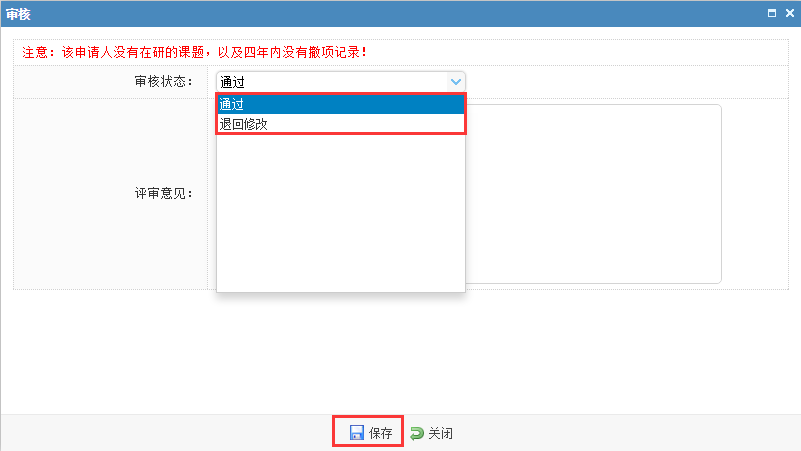 审核
注意：该申请人没有在研的课题，以及四年内没有撤项记录！
审核状态：
通过
通过
退回修改
评审意见：
保存
关闭